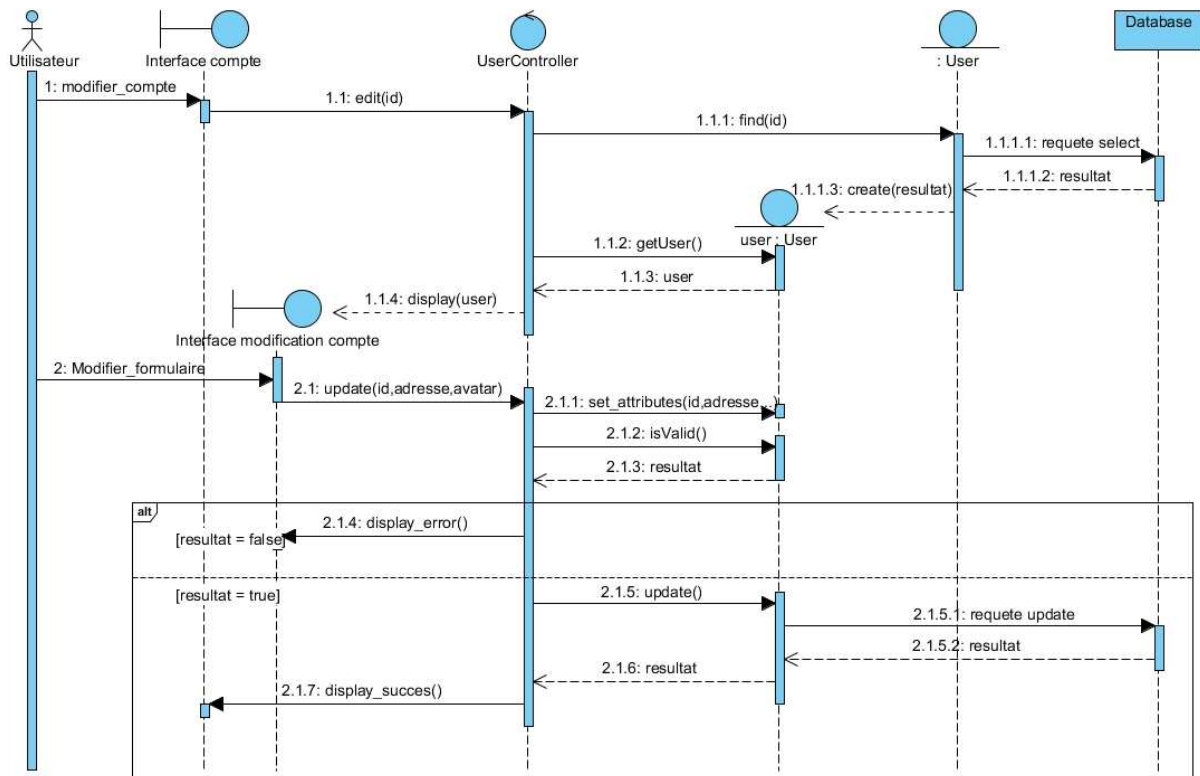 Database
Utilisateur
Interface compte
UserController
: User
1: modifier_compte
1.1: edit(id)
1.1.1: find(id)
1.1.1.1: requete select
1.1.1.2: resultat
1.1.1.3: create(resultat)
user : User
1.1.2: getUser()
1.1.3: user
1.1.4: display(user)
Interface modification compte
2: Modifier_formulaire
2.1: update(id,adresse,avatar)
2.1.1: set_attributes(id,adresse...)
2.1.2: isValid()
2.1.3: resultat
alt
2.1.4: display_error()
[resultat = false]
[resultat = true]
2.1.5: update()
2.1.5.1: requete update
2.1.5.2: resultat
2.1.6: resultat
2.1.7: display_succes()